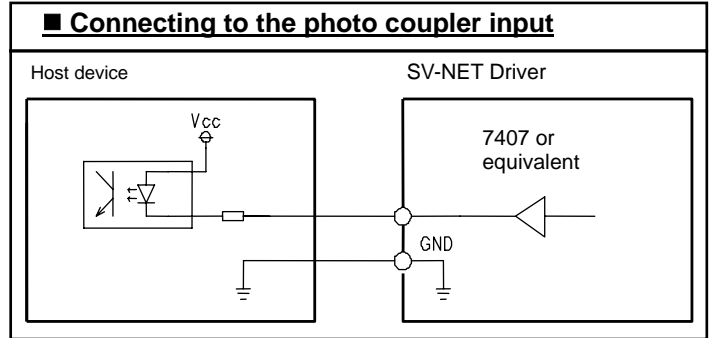 ■ Connecting to the photo coupler input
Host device
SV-NET Driver
Vcc
7407 or
equivalent
GND